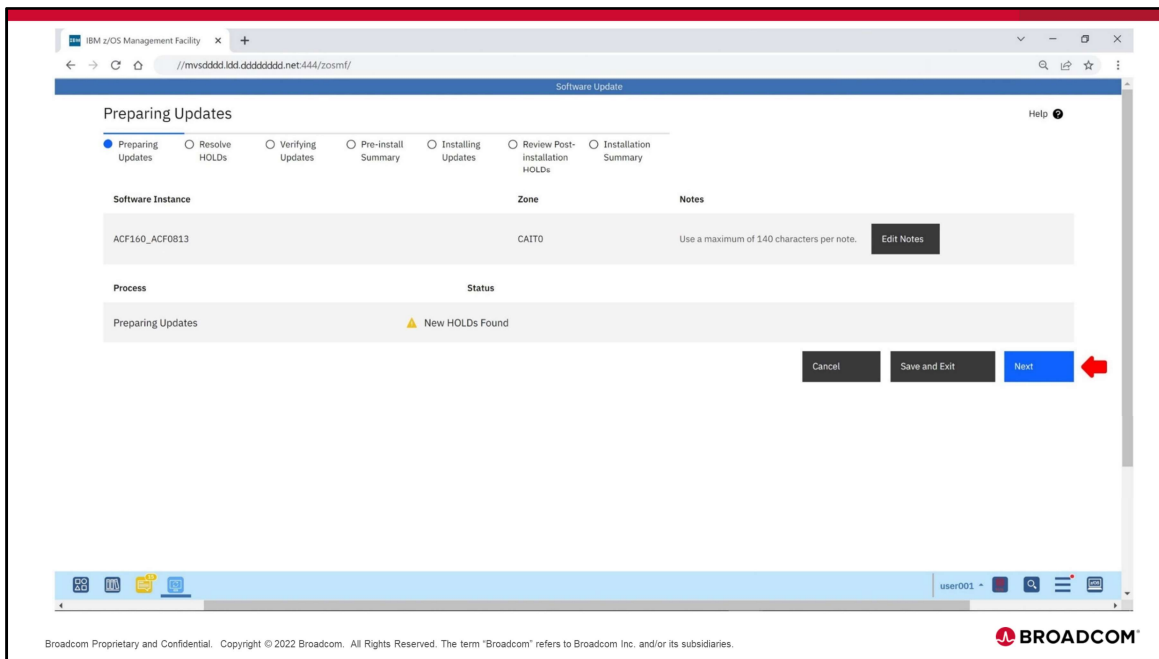 IBM z/OS Management Facility
//mvsdddd.ldd.dddddddd.net:444/zosmf/
Software Update
Preparing Updates
Help
Preparing Updates
Resolve HOLDs
Verifying Updates
Pre-install Summary
Installing Updates
Review Post-installation HOLDs
Installation Summary
Software Instance Zone Notes
ACF160_ACF0813 CAIT0 Use a maximum of 140 characters per note. Edit Notes
Process Status
Preparing Updates New HOLDs Found
Cancel Save and Exit Next
user001
Broadcom Proprietary and Confidential. Copyright © 2022 Broadcom. All Rights Reserved. The term “Broadcom” refers to Broadcom Inc. and/or its subsidiaries.
BROADCOM